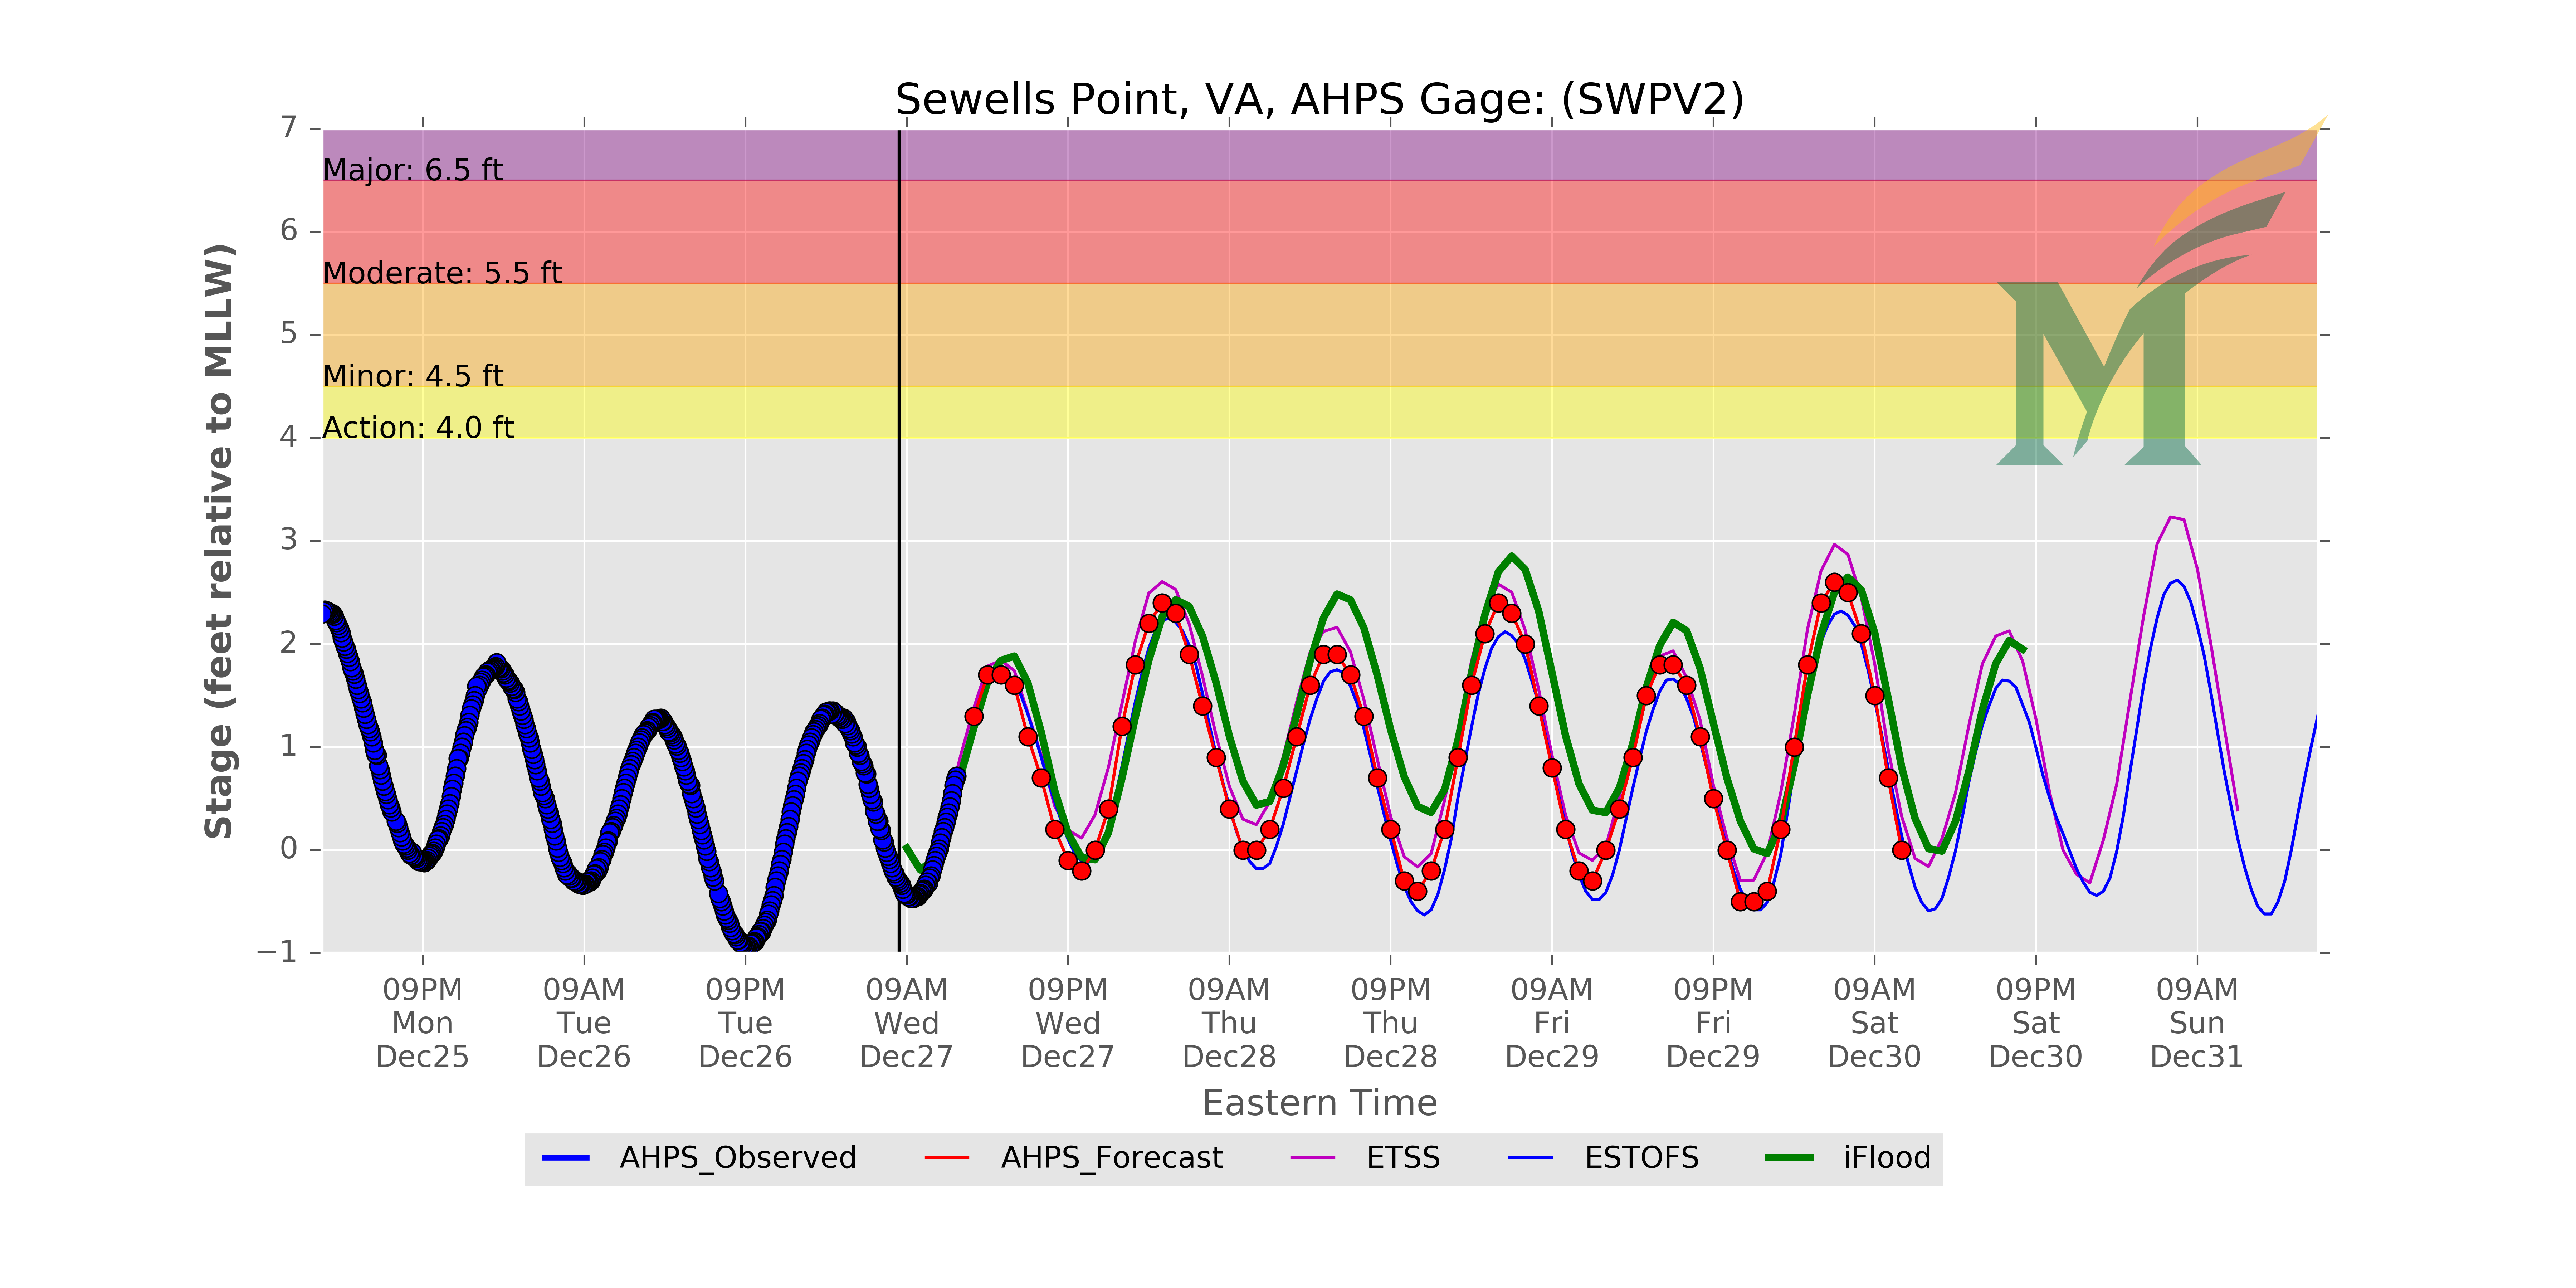 Sewells Point, VA, AHPS Gage: (SWPV2)
Stage (feet relative to MLLW)
7
6
5
4
3
2
1
0
−1
Major: 6.5 ft
Moderate: 5.5 ft
Minor: 4.5 ft
Action: 4.0 ft
M
09PM 09AM 09PM 09AM 09PM 09AM 09PM 09AM 09PM 09AM 09PM 09AM
Mon Tue Tue Wed Wed Thu Thu Fri Fri Sat Sat Sun
Dec25 Dec26 Dec26 Dec27 Dec27 Dec28 Dec28 Dec29 Dec29 Dec30 Dec30 Dec31
Eastern Time
AHPS_Observed AHPS_Forecast ETSS ESTOFS iFlood